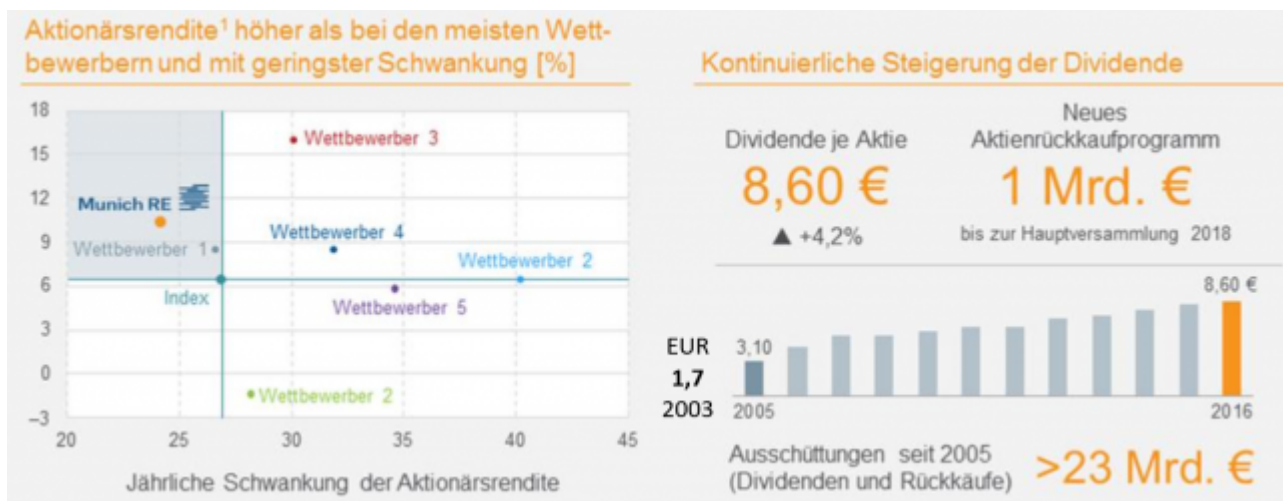 Aktionärsrendite¹ höher als bei den meisten Wett-
bewerbern und mit geringster Schwankung [%]
18
15
12
9
6
3
0
–3
20
25
30
35
40
45
Wettbewerber 3
Munich RE
Wettbewerber 1
Wettbewerber 4
Wettbewerber 2
Index
Wettbewerber 5
Wettbewerber 2
Jährliche Schwankung der Aktionärsrendite
Kontinuierliche Steigerung der Dividende
Dividende je Aktie
8,60 €
▲ +4,2%
Neues
Aktienrückkaufprogramm
1 Mrd. €
bis zur Hauptversammlung 2018
8,60 €
EUR
1,7
2003
3,10
2005
2016
Ausschüttungen seit 2005
(Dividenden und Rückkäufe)
>23 Mrd. €